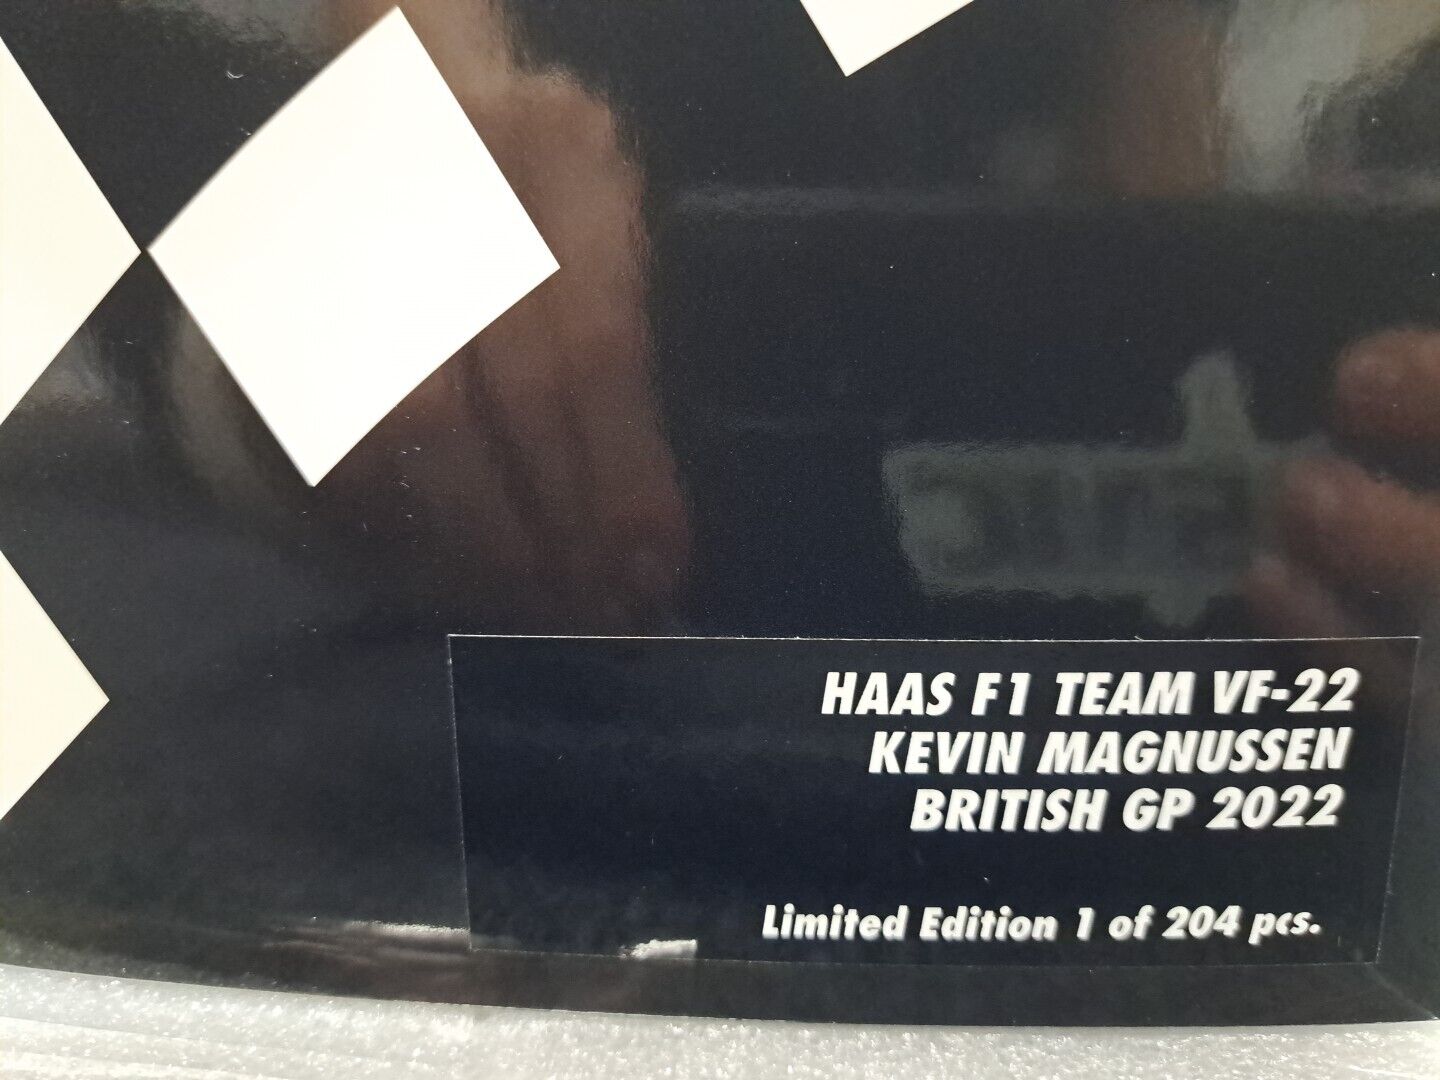 HAAS F1 TEAM VF-22
KEVIN MAGNUSSEN
BRITISH GP 2022
Limited Edition 1 of 204 pcs.